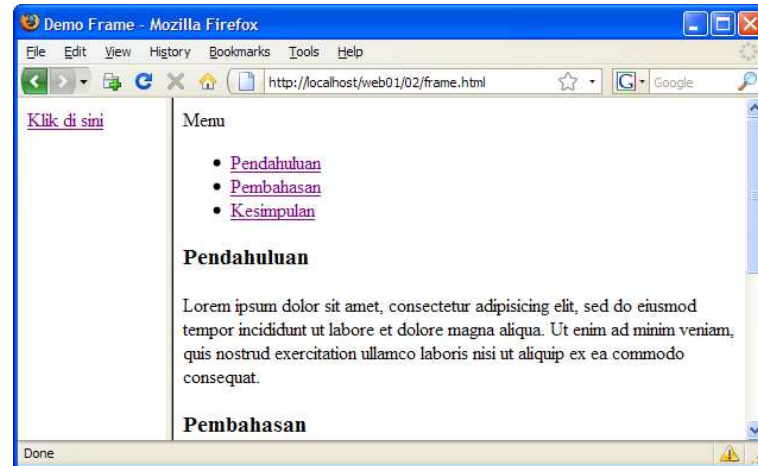 Demo Frame - Mozilla Firefox
File Edit View History Bookmarks Tools Help
http://localhost/web01/02/frame.html
G Google
Klik di sini
Menu
Pendahuluan
Pembahasan
Kesimpulan
Pendahuluan
Lorem ipsum dolor sit amet, consectetur adipisicing elit, sed do eiusmod
tempor incididunt ut labore et dolore magna aliqua. Ut enim ad minim veniam,
quis nostrud exercitation ullamco laboris nisi ut aliquip ex ea commodo
consequat.
Pembahasan
Done